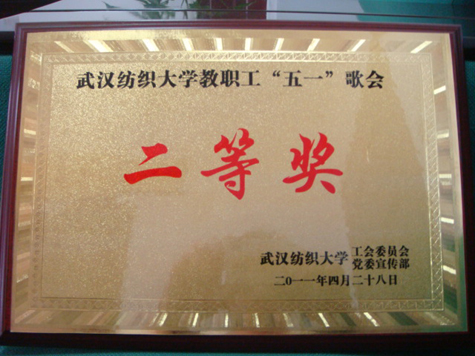 武汉纺织大学教职工“五一”歌会
二等奖
武汉纺织大学 工会委员会
党委宣传部
二〇一一年四月二十八日